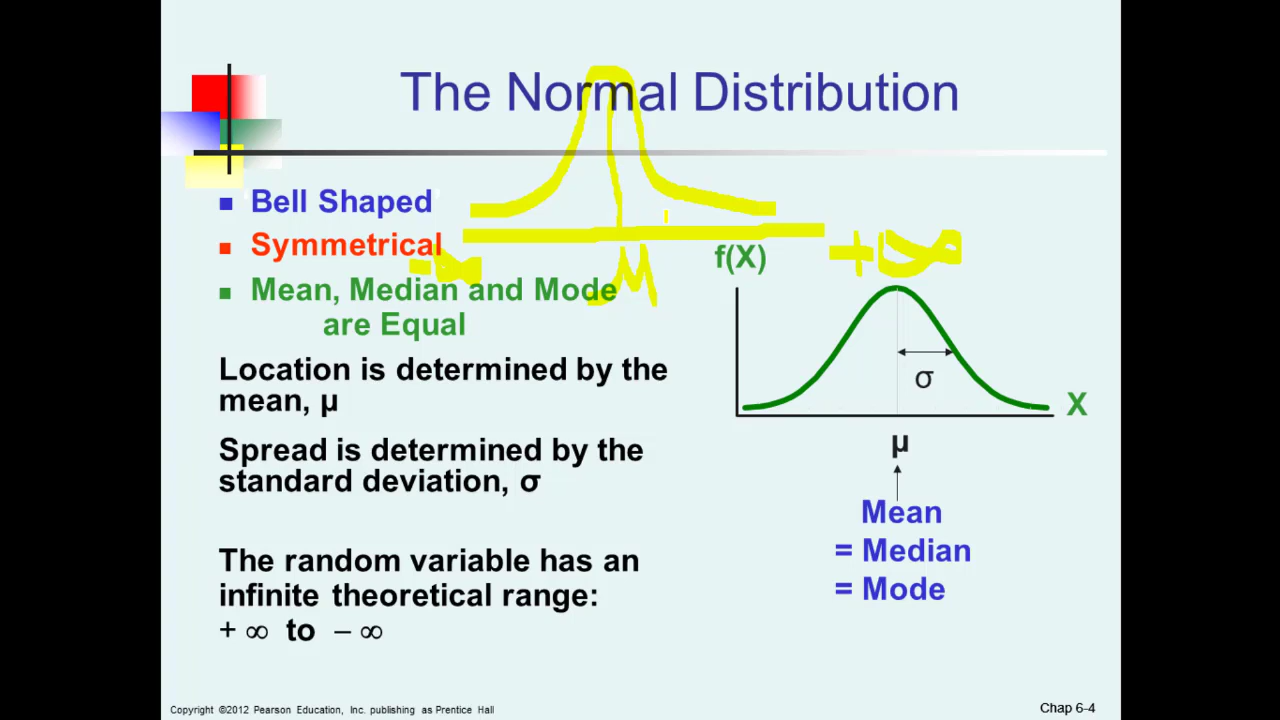 The Normal Distribution
'Bell Shaped'
Symmetrical
Mean, Median and Mode
are Equal
Location is determined by the
mean, μ
Spread is determined by the
standard deviation, σ
The random variable has an
infinite theoretical range:
+ ∞ to – ∞
-∞
μ
+∞
f(X)
σ
X
μ
Mean
= Median
= Mode
Copyright ©2012 Pearson Education, Inc. publishing as Prentice Hall
Chap 6-4